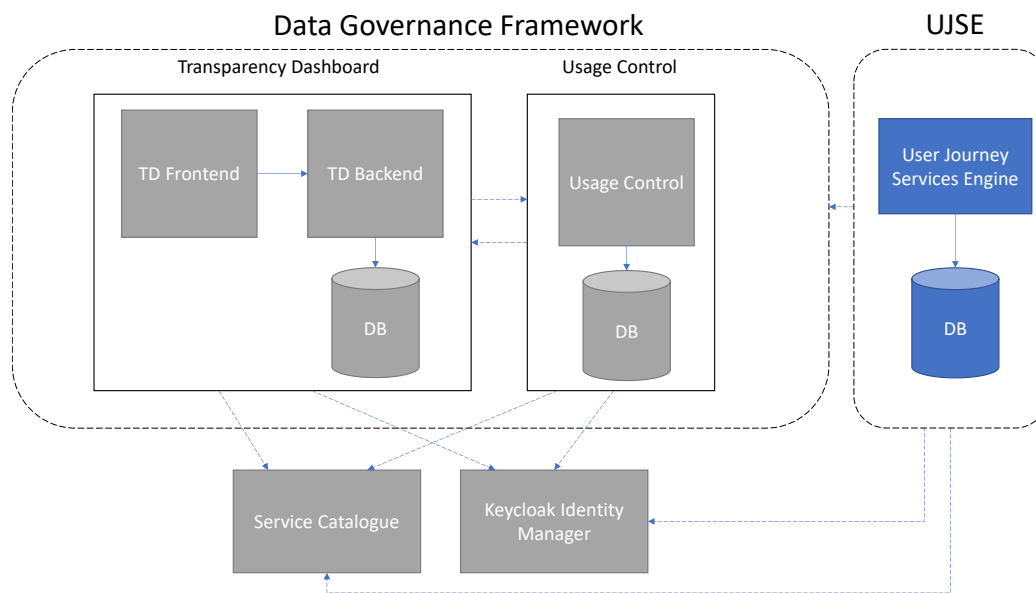 Data Governance Framework
UJSE
Transparency Dashboard
Usage Control
TD Frontend
TD Backend
Usage Control
User Journey
Services Engine
DB
DB
DB
Service Catalogue
Keycloak Identity
Manager